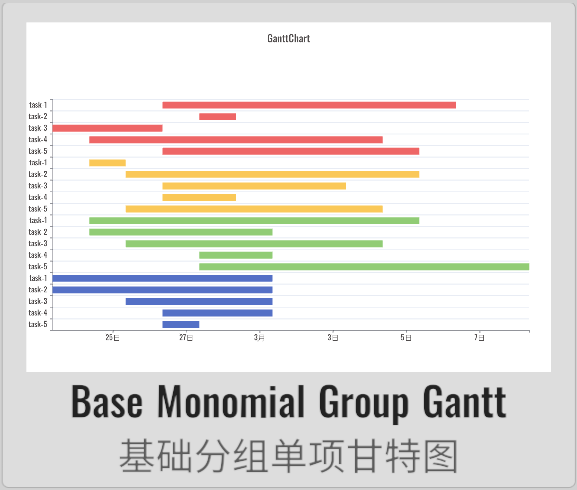 GanttChart
task 1
task-2
task 3
task-4
task 5
task-1
task-2
task-3
task-4
task-5
task-1
task 2
task-3
task 4
task-5
task-1
task-2
task-3
task 4
task-5
25日 27日 3月 3日 5日 7日
Base Monomial Group Gantt
基础分组单项甘特图